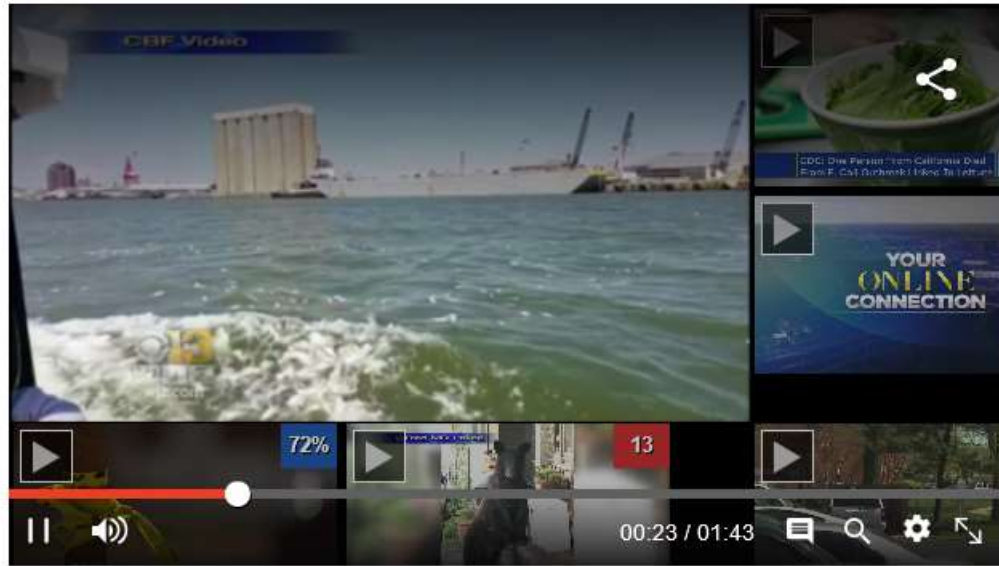 CBF Video
CDC: One Person From California Died
From E. Coli Outbreak Linked To Lettuce
YOUR
ONLINE
CONNECTION
13
72%
13
00:23 / 01:43